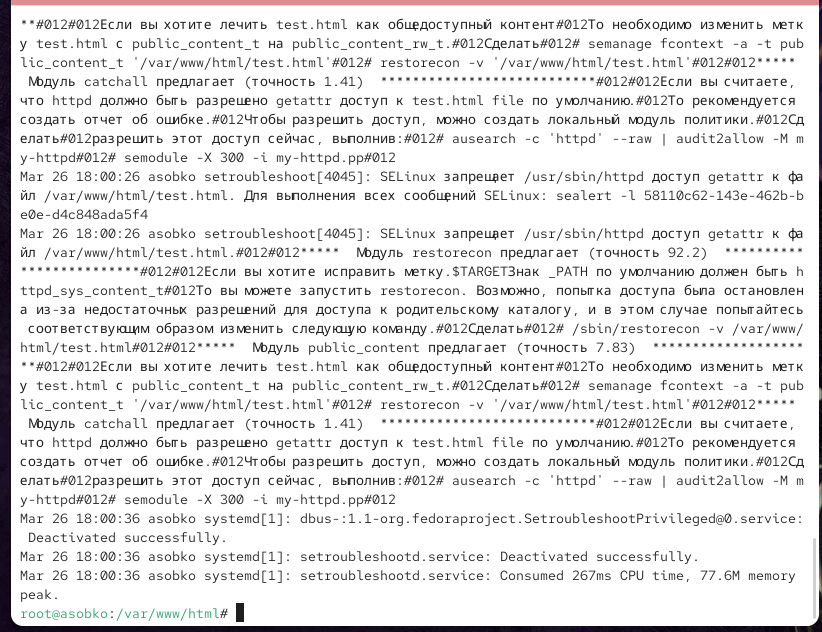 **#012#012Если вы хотите лечить test.html как общедоступный контент#012То необходимо изменить метк
у test.html с public_content_t на public_content_rw_t.#012Сделать#012# semanage fcontext -a -t pub
lic_content_t '/var/www/html/test.html'#012# restorecon -v '/var/www/html/test.html'#012#012*****
 Модуль catchall предлагает (точность 1.41)  **************************#012#012Если вы считаете,
что httpd должно быть разрешено getattr доступ к test.html file по умолчанию.#012То рекомендуется
создать отчет об ошибке.#012Чтобы разрешить доступ, можно создать локальный модуль политики.#012Сд
елать#012разрешить этот доступ сейчас, выполнив:#012# ausearch -c 'httpd' --raw | audit2allow -M m
y-httpd#012# semodule -X 300 -i my-httpd.pp#012
Mar 26 18:00:26 asobko setroubleshoot[4045]: SELinux запрещает /usr/sbin/httpd доступ getattr к фа
йл /var/www/html/test.html. Для выполнения всех сообщений SELinux: sealert -l 58110c62-143e-462b-b
e0e-d4c848ada5f4
Mar 26 18:00:26 asobko setroubleshoot[4045]: SELinux запрещает /usr/sbin/httpd доступ getattr к фа
йл /var/www/html/test.html.#012#012*****  Модуль restorecon предлагает (точность 92.2)  **********
***************#012#012Если вы хотите исправить метку.$TARGETЗнак _PATH по умолчанию должен быть h
ttpd_sys_content_t#012То вы можете запустить restorecon. Возможно, попытка доступа была остановлен
а из-за недостаточных разрешений для доступа к родительскому каталогу, и в этом случае попытайтесь
 соответствующим образом изменить следующую команду.#012Сделать#012# /sbin/restorecon -v /var/www/
html/test.html#012#012*****  Модуль public_content предлагает (точность 7.83)  *******************
**#012#012Если вы хотите лечить test.html как общедоступный контент#012То необходимо изменить метк
у test.html с public_content_t на public_content_rw_t.#012Сделать#012# semanage fcontext -a -t pub
lic_content_t '/var/www/html/test.html'#012# restorecon -v '/var/www/html/test.html'#012#012*****
 Модуль catchall предлагает (точность 1.41)  **************************#012#012Если вы считаете,
что httpd должно быть разрешено getattr доступ к test.html file по умолчанию.#012То рекомендуется
создать отчет об ошибке.#012Чтобы разрешить доступ, можно создать локальный модуль политики.#012Сд
елать#012разрешить этот доступ сейчас, выполнив:#012# ausearch -c 'httpd' --raw | audit2allow -M m
y-httpd#012# semodule -X 300 -i my-httpd.pp#012
Mar 26 18:00:36 asobko systemd[1]: dbus-:1.1-org.fedoraproject.SetroubleshootPrivileged@0.service:
 Deactivated successfully.
Mar 26 18:00:36 asobko systemd[1]: setroubleshootd.service: Deactivated successfully.
Mar 26 18:00:36 asobko systemd[1]: setroubleshootd.service: Consumed 267ms CPU time, 77.6M memory
peak.
root@asobko:/var/www/html#